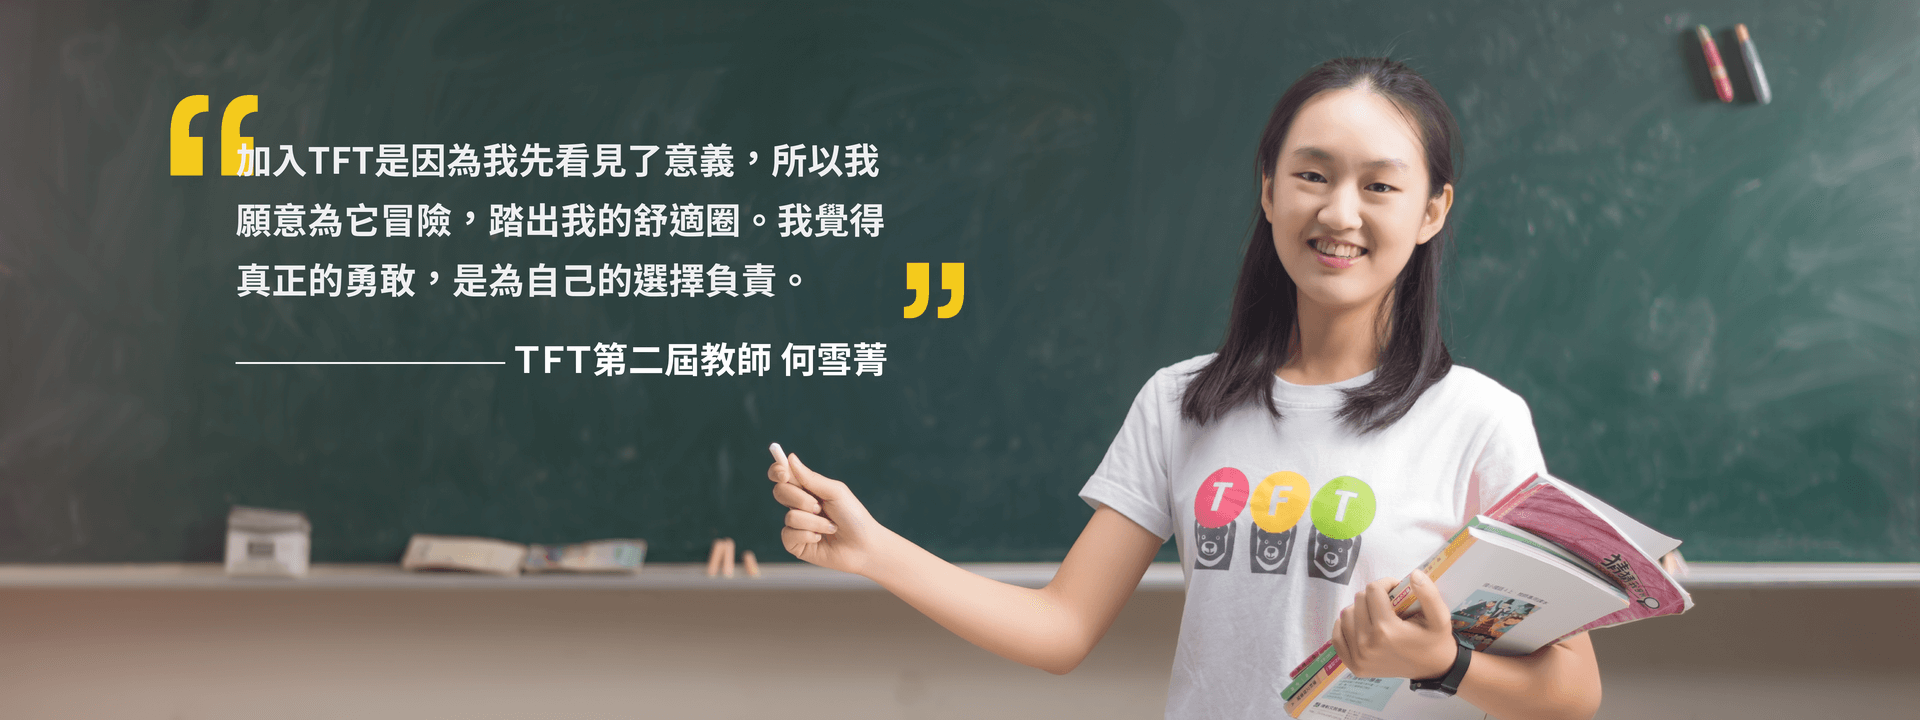 加入TFT是因為我先看見了意義，所以我
願意為它冒險，踏出我的舒適圈。我覺得
真正的勇敢，是為自己的選擇負責。
TFT第二屆教師 何雪菁
T F T